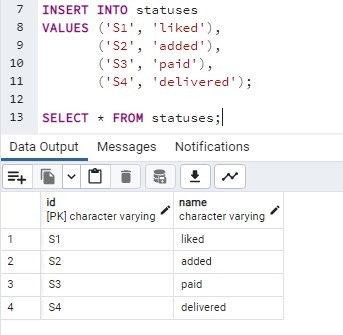 7 INSERT INTO statuses
8 VALUES ('S1', 'liked'),
9 ('S2', 'added'),
10 ('S3', 'paid'),
11 ('S4', 'delivered');
12
13 SELECT * FROM statuses;
Data Output Messages Notifications
id name
[PK] character varying character varying
1 S1 liked
2 S2 added
3 S3 paid
4 S4 delivered